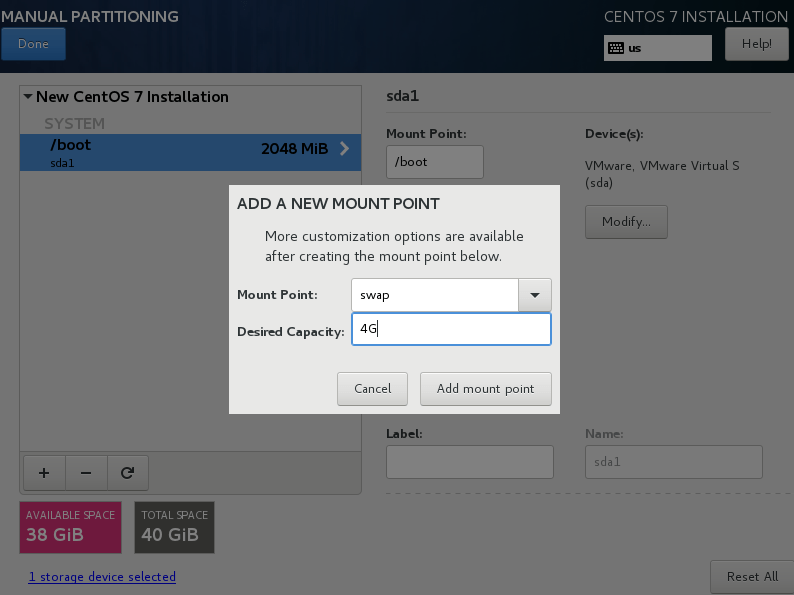 MANUAL PARTITIONING
CENTOS 7 INSTALLATION
Done
us
Help!
New CentOS 7 Installation
SYSTEM
/boot
2048 MiB
sda1
sda1
Mount Point:
/boot
Device(s):
VMware, VMware Virtual S
(sda)
Modify...
ADD A NEW MOUNT POINT
More customization options are available
after creating the mount point below.
Mount Point:
swap
Desired Capacity:
4G
Cancel
Add mount point
Label:
Name:
sda1
AVAILABLE SPACE
38 GiB
TOTAL SPACE
40 GiB
1 storage device selected
Reset All